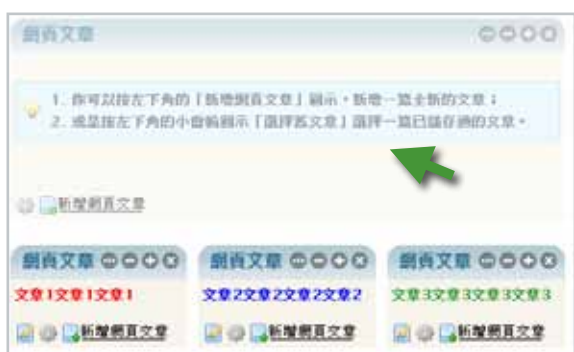 網頁文章
1. 你可以按左下角的「新增網頁文章」圖示,新增一篇全新的文章;
2. 或是按左下角的小齒輪圖示「選擇舊文章」選擇一篇已儲存過的文章。
新增網頁文章
網頁文章 網頁文章 網頁文章
文章1文章1文章1 文章2文章2文章2文章2 文章3文章3文章3文章3
新增網頁文章 新增網頁文章 新增網頁文章